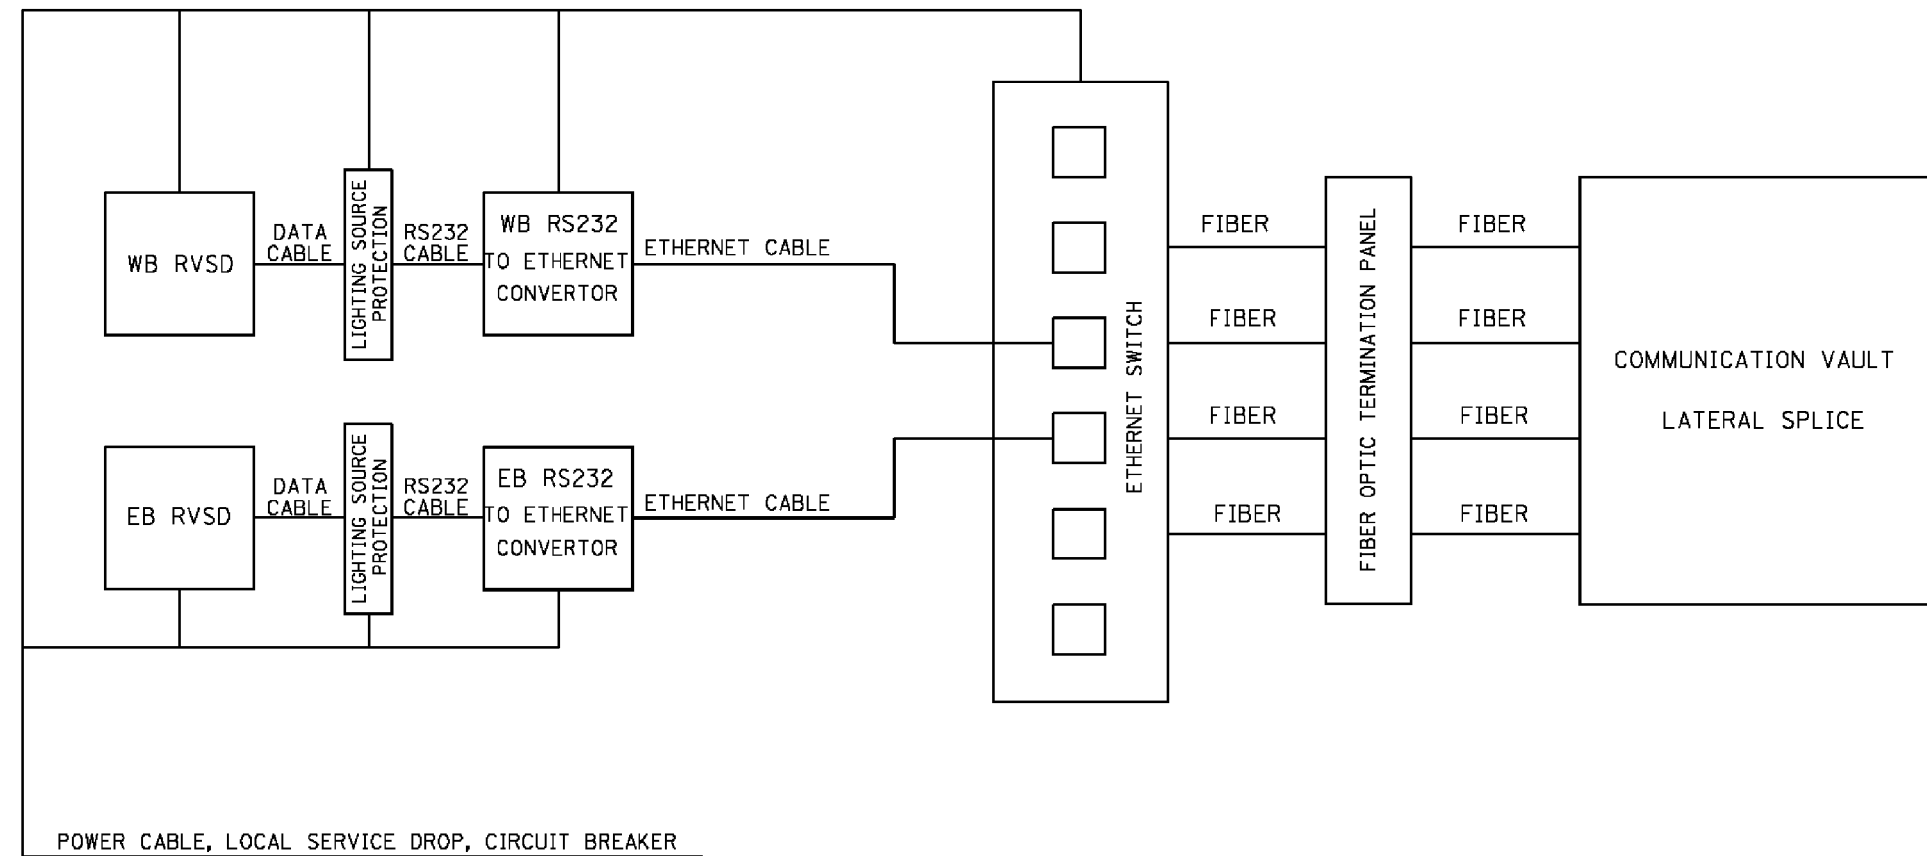 WB RVSD
DATA
CABLE
LIGHTING SOURCE
PROTECTION
RS232
CABLE
WB RS232
TO ETHERNET
CONVERTOR
ETHERNET CABLE
EB RVSD
DATA
CABLE
LIGHTING SOURCE
PROTECTION
RS232
CABLE
EB RS232
TO ETHERNET
CONVERTOR
ETHERNET CABLE
ETHERNET SWITCH
FIBER
FIBER
FIBER
FIBER
FIBER OPTIC TERMINATION PANEL
FIBER
FIBER
FIBER
FIBER
COMMUNICATION VAULT
LATERAL SPLICE
POWER CABLE, LOCAL SERVICE DROP, CIRCUIT BREAKER